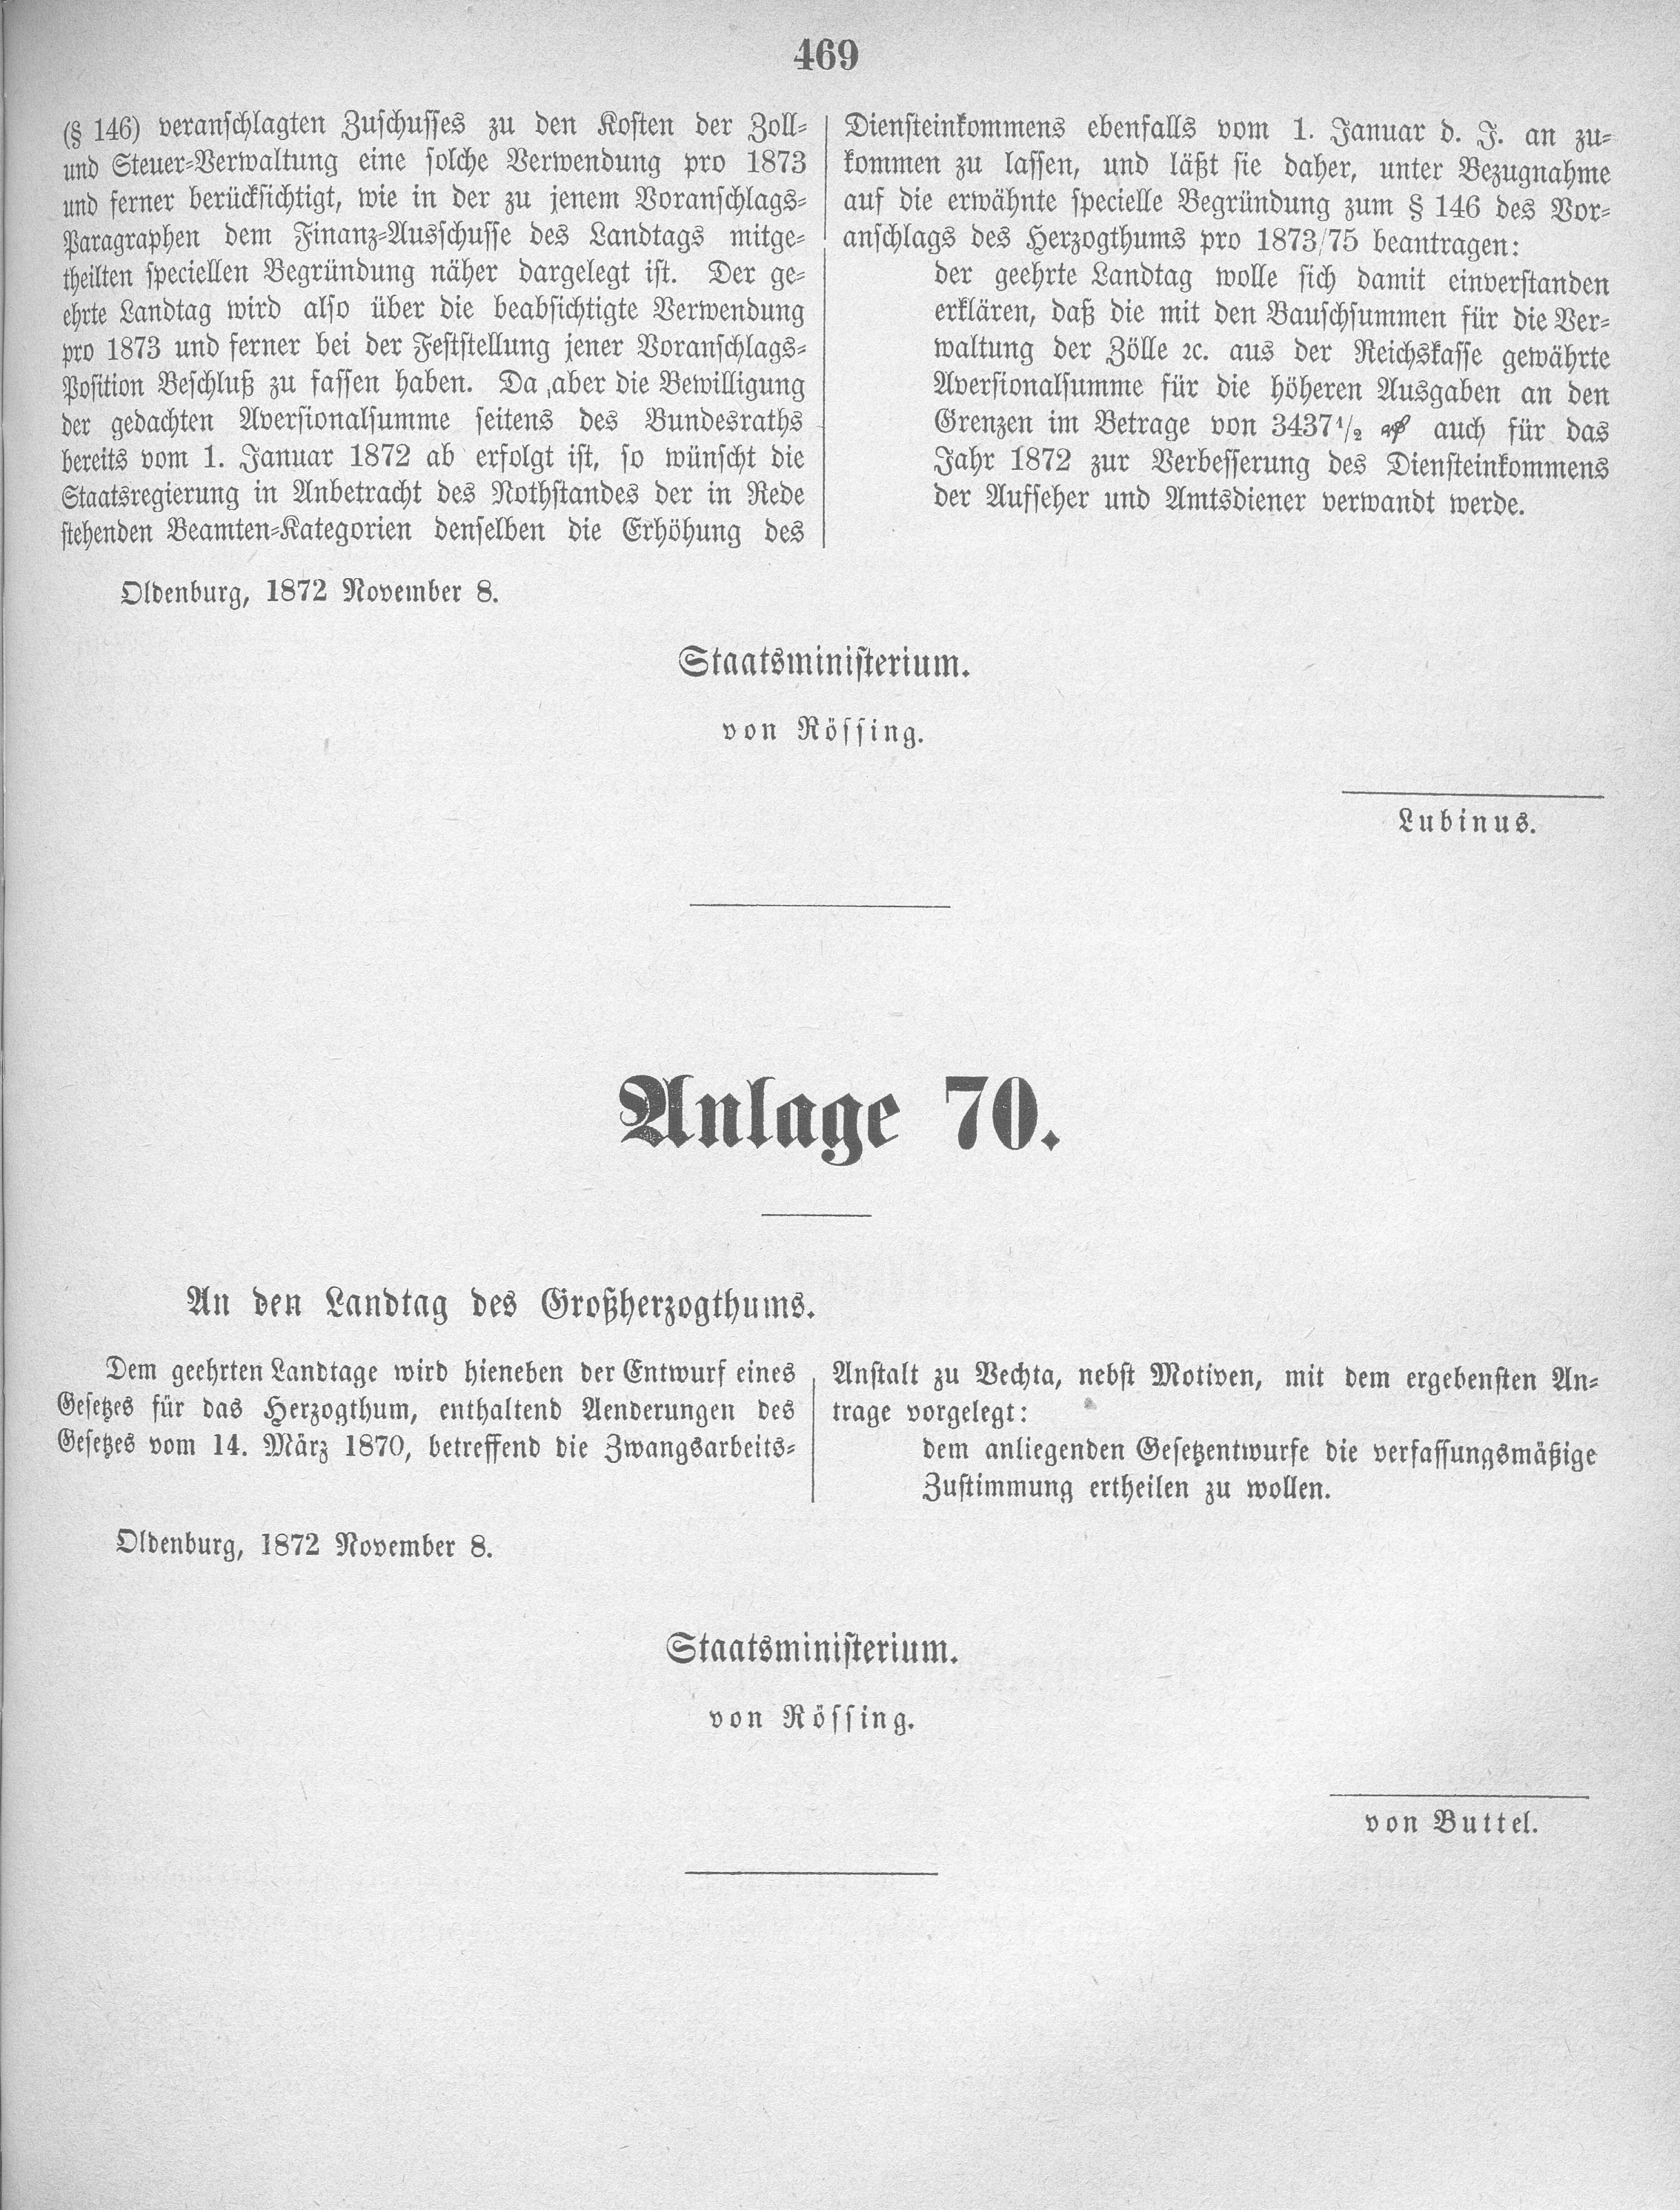 469
(§ 146) veranschlagten Zuschusses zu den Kosten der Zoll-
und Steuer-Verwaltung eine solche Verwendung pro 1873
und ferner berücksichtigt, wie in der zu jenem Voranschlags-
Paragraphen dem Finanz-Ausschusse des Landtags mitge-
theilten speciellen Begründung näher dargelegt ist. Der ge-
ehrte Landtag wird also über die beabsichtigte Verwendung
pro 1873 und ferner bei der Feststellung jener Voranschlags-
Position Beschluß zu fassen haben. Da aber die Bewilligung
der gedachten Aversionalsumme seitens des Bundesraths
bereits vom 1. Januar 1872 ab erfolgt ist, so wünscht die
Staatsregierung in Anbetracht des Nothstandes der in Rede
stehenden Beamten-Kategorien denselben die Erhöhung des
Diensteinkommens ebenfalls vom 1. Januar d. J. an zu-
kommen zu lassen, und läßt sie daher, unter Bezugnahme
auf die erwähnte specielle Begründung zum § 146 des Vor-
anschlags des Herzogthums pro 1873/75 beantragen:
der geehrte Landtag wolle sich damit einverstanden
erklären, daß die mit den Bauschsummen für die Ver-
waltung der Zölle ꝛc. aus der Reichskasse gewährte
Aversionalsumme für die höheren Ausgaben an den
Grenzen im Betrage von 3437 1/2 ₰ auch für das
Jahr 1872 zur Verbesserung des Diensteinkommens
der Aufseher und Amtsdiener verwandt werde.
Oldenburg, 1872 November 8.
Staatsministerium.
von Rössing.
Lubinus.
Anlage 70.
An den Landtag des Großherzogthums.
Dem geehrten Landtage wird hieneben der Entwurf eines
Gesetzes für das Herzogthum, enthaltend Aenderungen des
Gesetzes vom 14. März 1870, betreffend die Zwangsarbeits-
Anstalt zu Vechta, nebst Motiven, mit dem ergebensten An-
trage vorgelegt:
dem anliegenden Gesetzentwurfe die verfassungsmäßige
Zustimmung ertheilen zu wollen.
Oldenburg, 1872 November 8.
Staatsministerium.
von Rössing.
von Buttel.